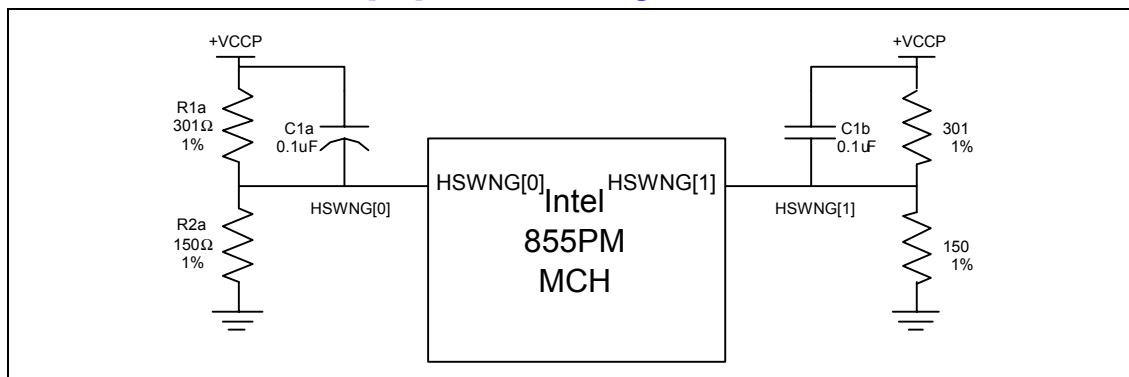 +VCCP
R1a
301Ω
1%
C1a
0.1uF
R2a
150Ω
1%
HSWNG[0]
HSWNG[0]
HSWNG[1]
Intel
855PM
MCH
HSWNG[1]
+VCCP
C1b
0.1uF
301
1%
150
1%